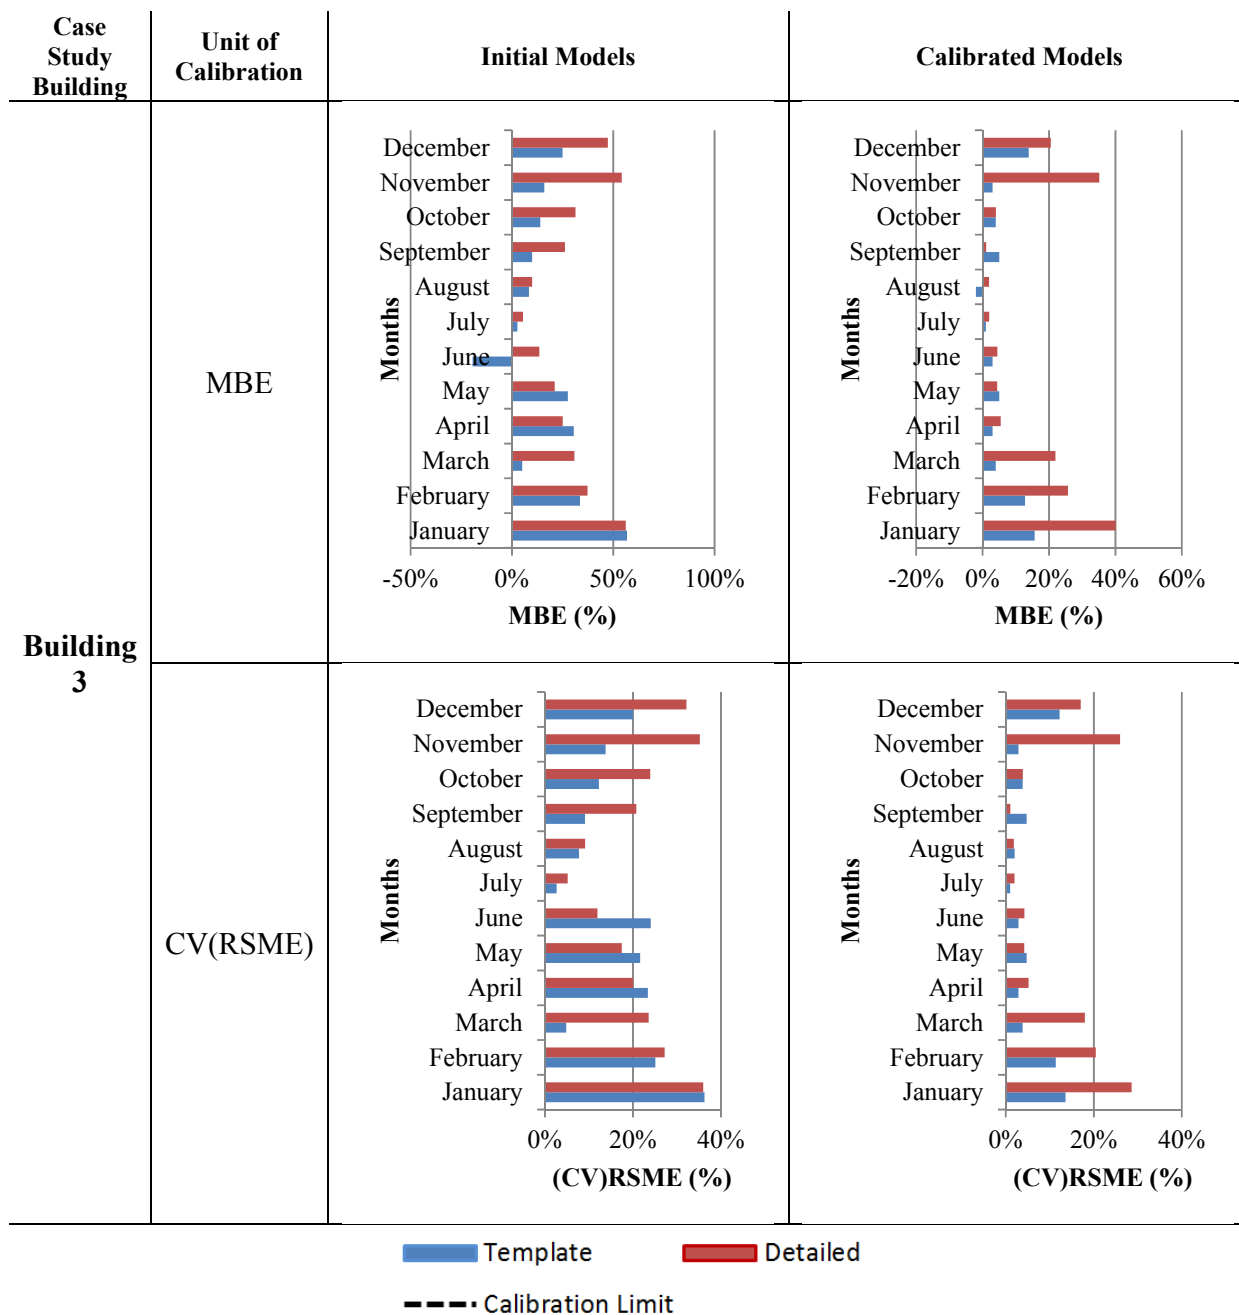 Case
Study
Building
Unit of
Calibration
Initial Models
Calibrated Models
Building
3
MBE
Months
December
November
October
September
August
July
June
May
April
March
February
January
-50% 0% 50% 100%
MBE (%)
Months
December
November
October
September
August
July
June
May
April
March
February
January
-20% 0% 20% 40% 60%
MBE (%)
CV(RSME)
Months
December
November
October
September
August
July
June
May
April
March
February
January
0% 20% 40%
(CV)RSME (%)
Months
December
November
October
September
August
July
June
May
April
March
February
January
0% 20% 40%
(CV)RSME (%)
Template Detailed
Calibration Limit